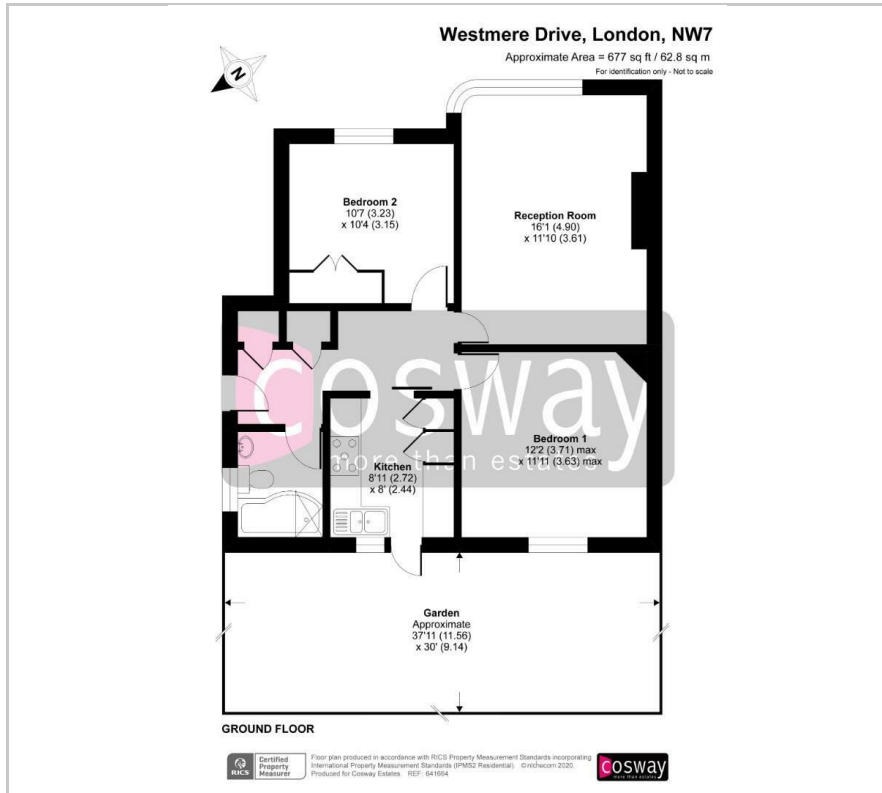 Westmere Drive, London, NW7
Approximate Area = 677 sq ft / 62.8 sq m
For identification only - Not to scale
N
Bedroom 2
10'7 (3.23)
x 10'4 (3.15)
Reception Room
16'1 (4.90)
x 11'10 (3.61)
cosway
more than estates
Bedroom 1
12'2 (3.71) max
x 11'11 (3.63) max
Kitchen
8'11 (2.72)
x 8' (2.44)
Garden
Approximate
37'11 (11.56)
x 30' (9.14)
GROUND FLOOR
RICS
Certified
Property
Measurer
Floor plan produced in accordance with RICS Property Measurement Standards incorporating
International Property Measurement Standards (IPMS2 Residential). ©nichecom 2020.
Produced for Cosway Estates. REF: 641664
cosway
more than estates